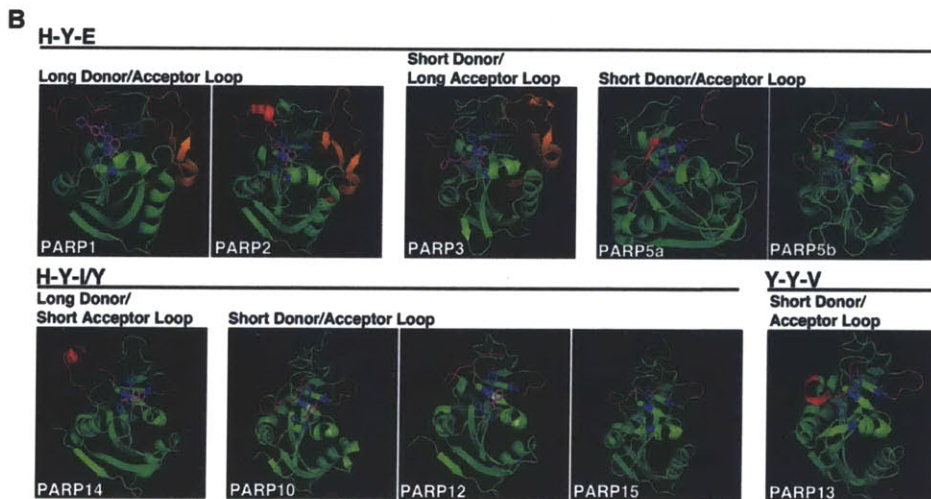 B
H-Y-E
Long Donor/Acceptor Loop
Short Donor/
Long Acceptor Loop
Short Donor/Acceptor Loop
PARP1
PARP2
PARP3
PARP5a
PARP5b
H-Y-I/Y
Long Donor/
Short Acceptor Loop
Short Donor/Acceptor Loop
Y-Y-V
Short Donor/
Acceptor Loop
PARP14
PARP10
PARP12
PARP15
PARP13